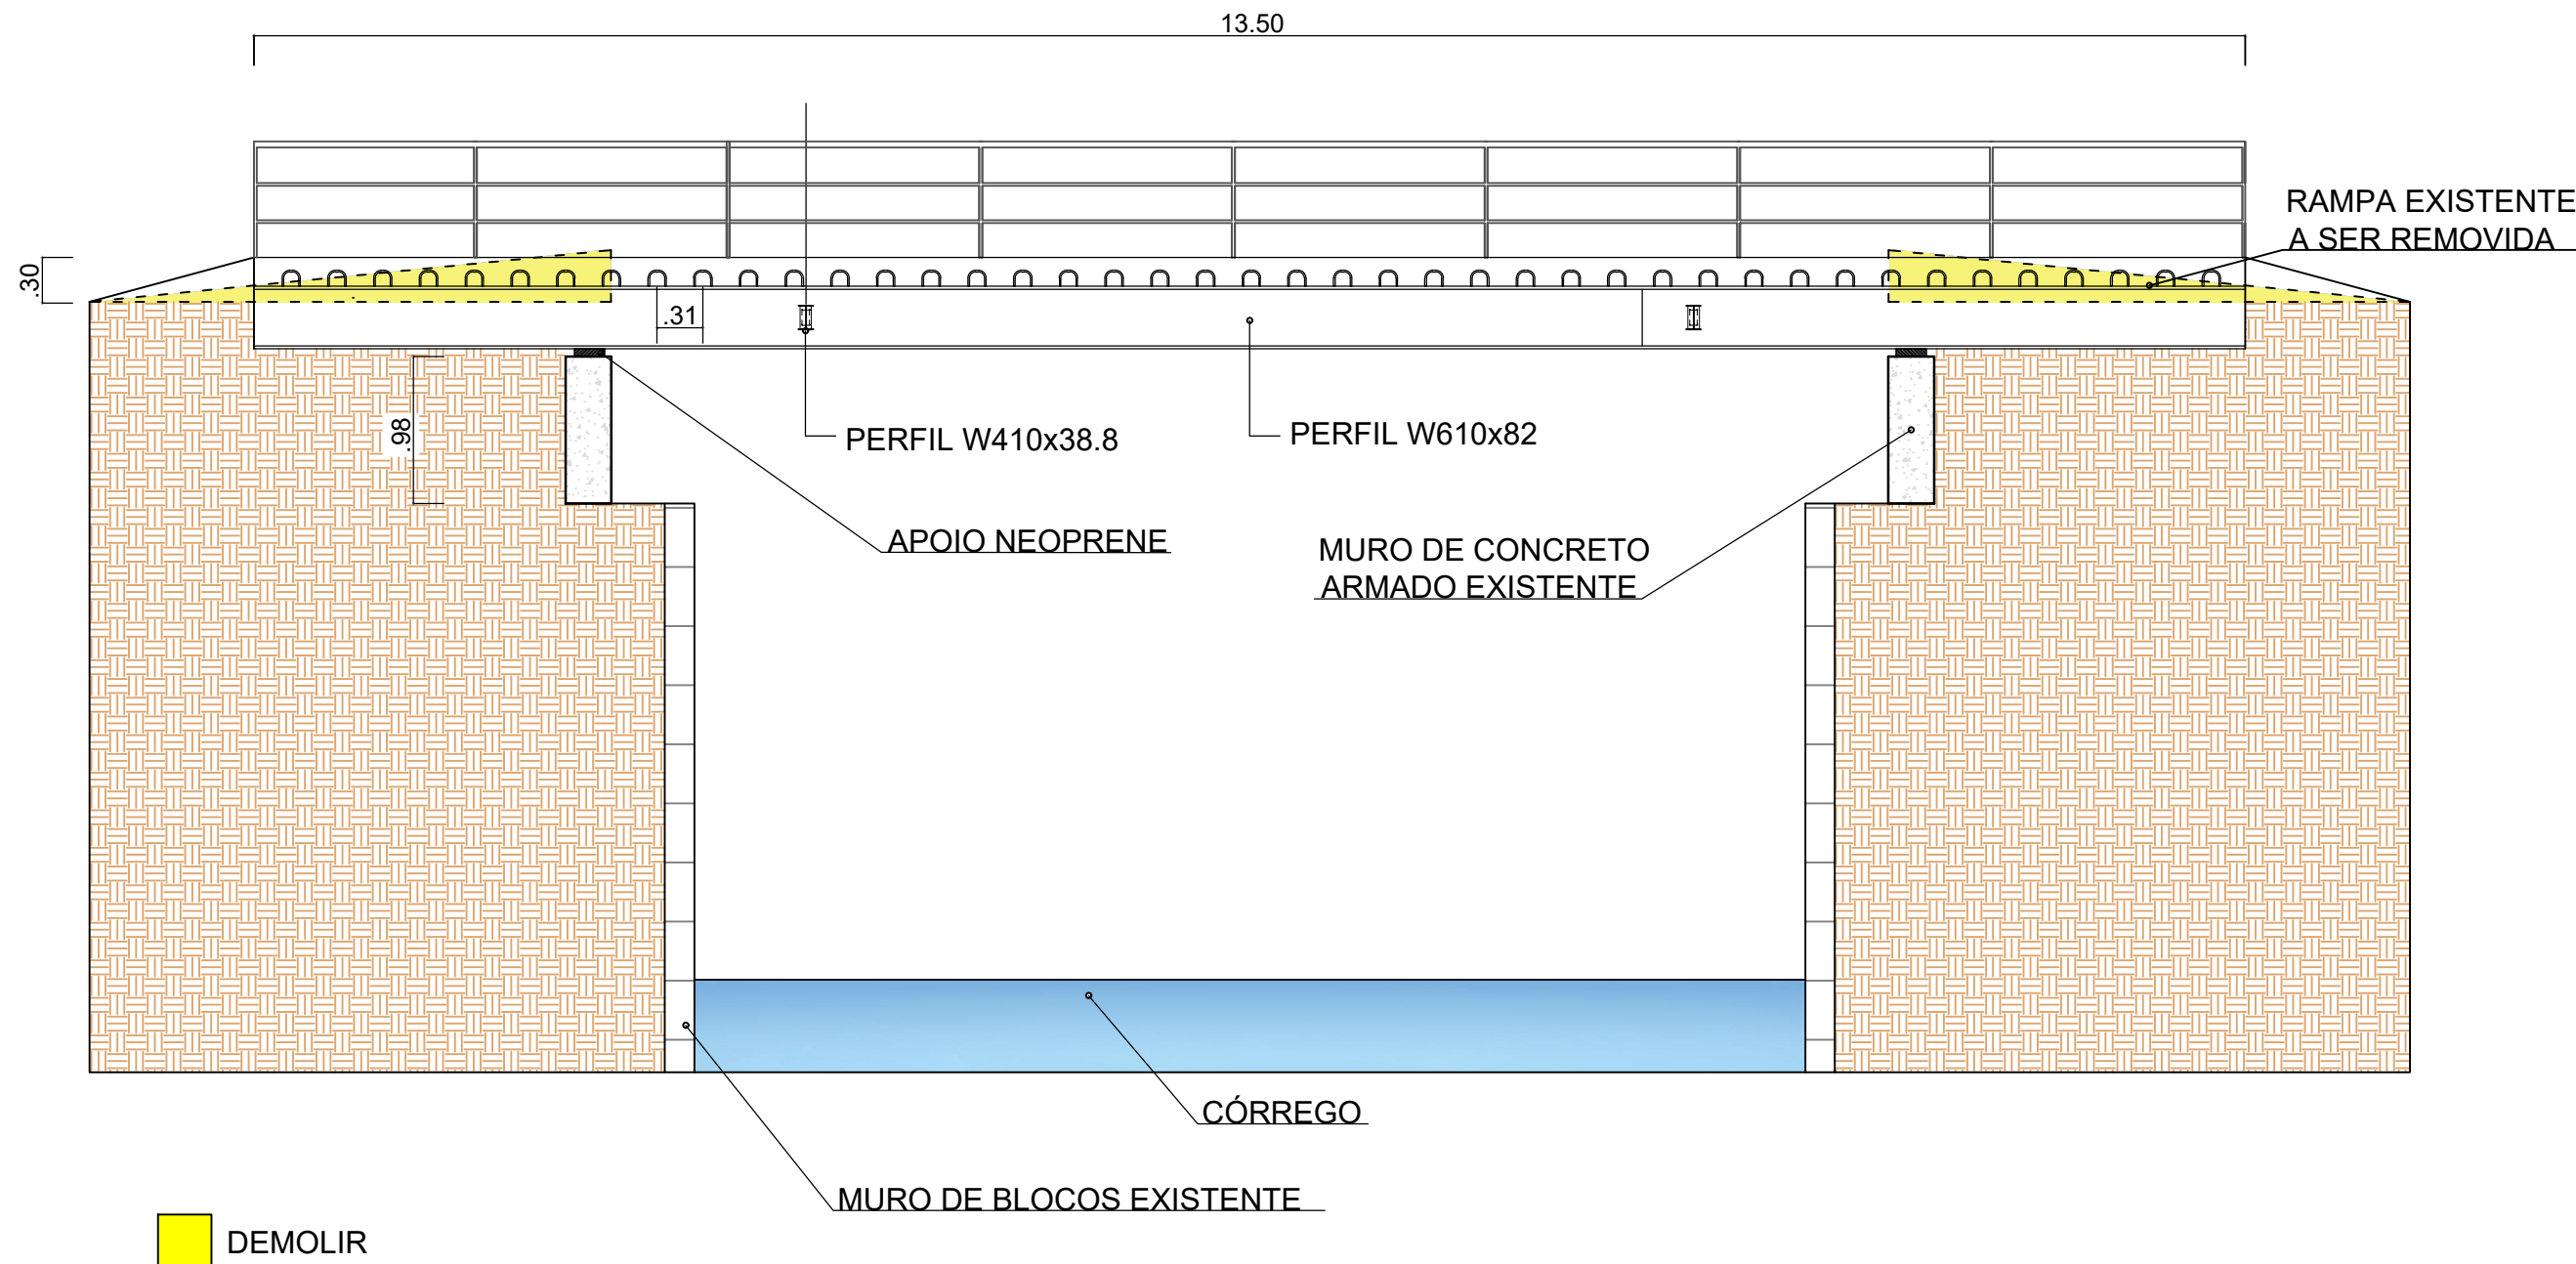 13.50
RAMPA EXISTENTE
A SER REMOVIDA
.30
.31
.98
PERFIL W410x38.8
PERFIL W610x82
APOIO NEOPRENE
MURO DE CONCRETO
ARMADO EXISTENTE
CÓRREGO
MURO DE BLOCOS EXISTENTE
DEMOLIR